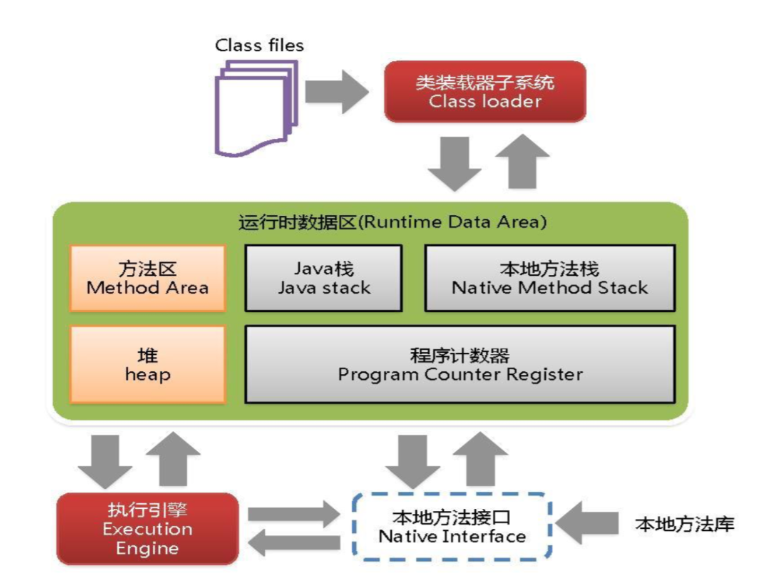 Class files
类装载器子系统
Class loader
运行时数据区(Runtime Data Area)
方法区
Method Area
Java栈
Java stack
本地方法栈
Native Method Stack
堆
heap
程序计数器
Program Counter Register
执行引擎
Execution
Engine
本地方法接口
Native Interface
本地方法库